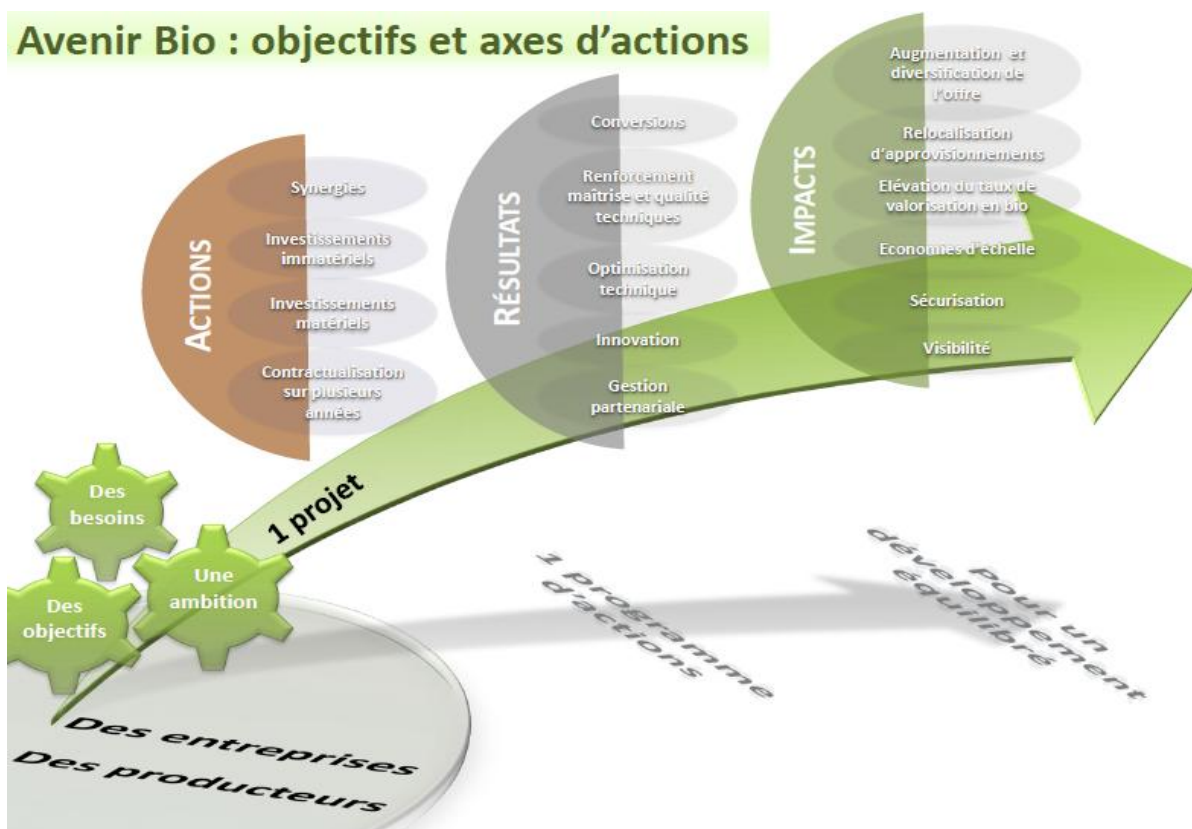 Avenir Bio : objectifs et axes d'actions
ACTIONS
Synergies
Investissements
immatériels
Investissements
matériels
Contractualisation
sur plusieurs
années
RÉSULTATS
Conversions
Renforcement
maîtrise et qualité
techniques
Optimisation
technique
Innovation
Gestion
partenariale
IMPACTS
Augmentation et
diversification de
l'offre
Relocalisation
d'approvisionnements
Elévation du taux de
valorisation en bio
Economies d'échelle
Sécurisation
Visibilité
Des
besoins
Des
objectifs
Une
ambition
1 projet
1 programme
d'actions
pour un
développement
équilibré
Des entreprises
Des producteurs